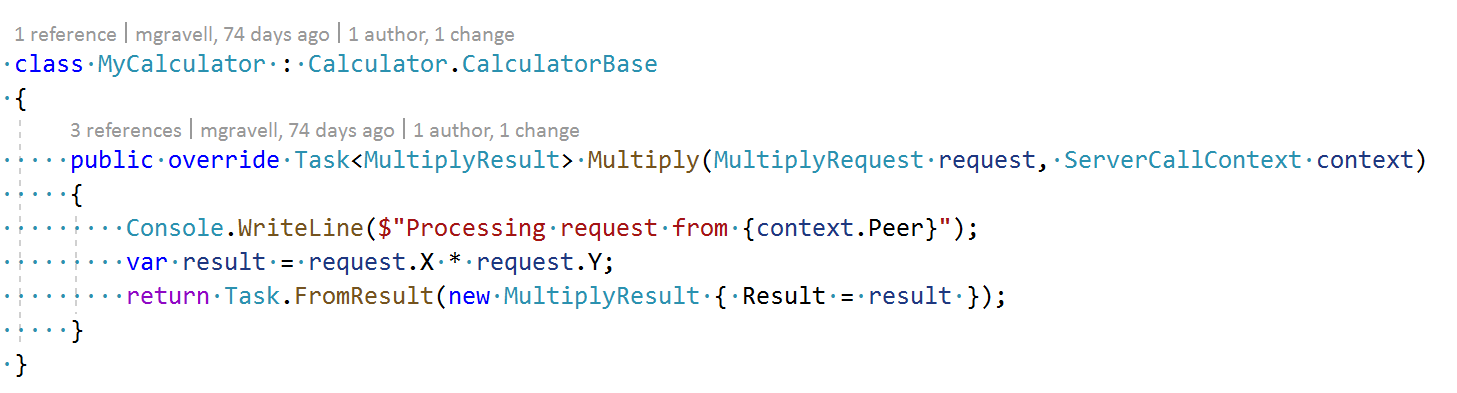 1 reference | mgravell, 74 days ago | 1 author, 1 change
class MyCalculator : Calculator.CalculatorBase
{
3 references | mgravell, 74 days ago | 1 author, 1 change
public override Task<MultiplyResult> Multiply(MultiplyRequest request, ServerCallContext context)
{
Console.WriteLine($"Processing request from {context.Peer}");
var result = request.X * request.Y;
return Task.FromResult(new MultiplyResult { Result = result });
}
}